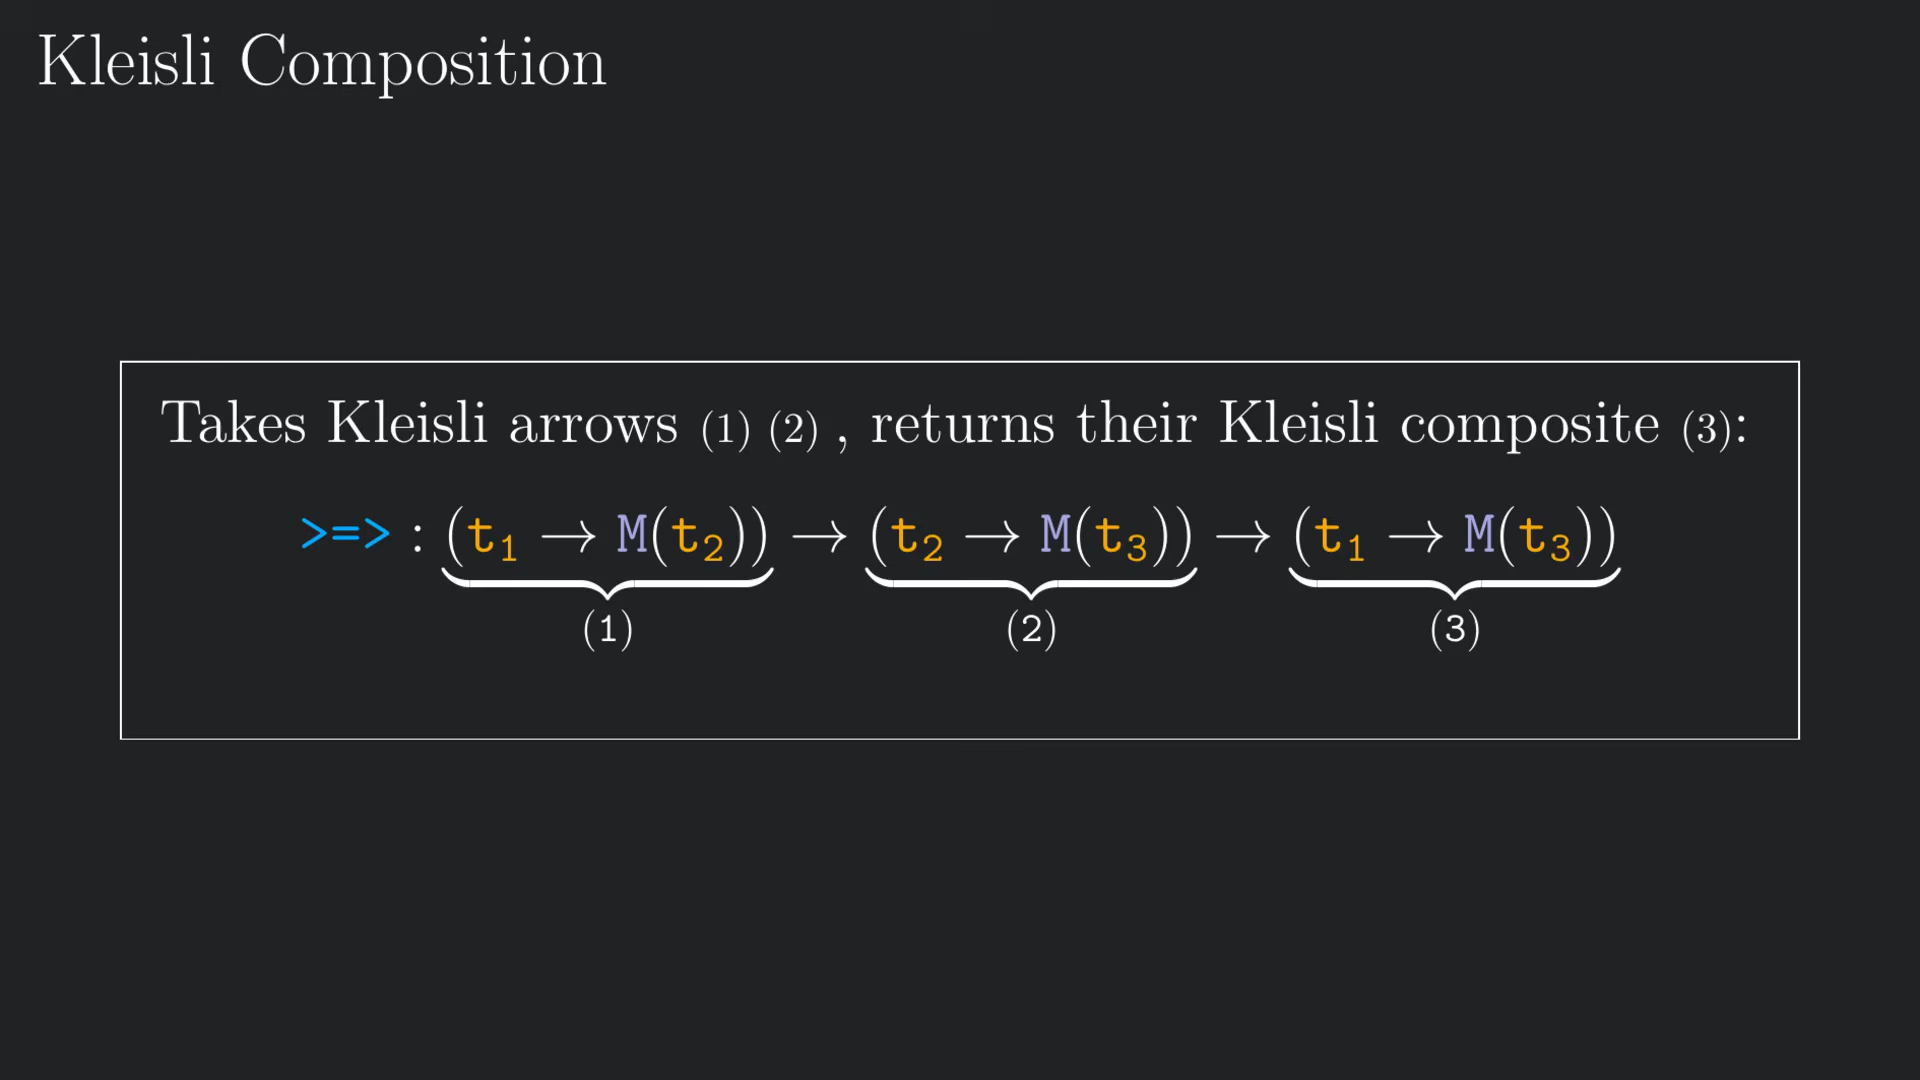 Kleisli Composition
Takes Kleisli arrows (1) (2) , returns their Kleisli composite (3):
>=> : (t₁ → M(t₂)) → (t₂ → M(t₃)) → (t₁ → M(t₃))
(1) (2) (3)